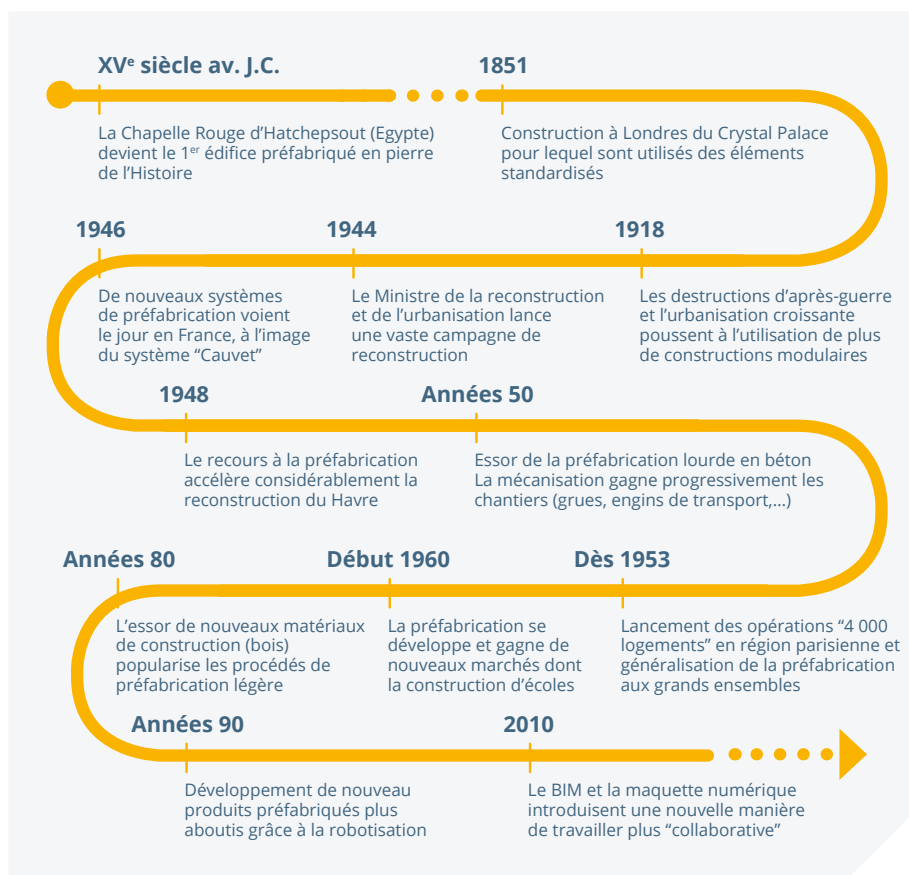 XVe siècle av. J.C.
La Chapelle Rouge d'Hatchepsout (Egypte)
devient le 1er édifice préfabriqué en pierre
de l'Histoire
1851
Construction à Londres du Crystal Palace
pour lequel sont utilisés des éléments
standardisés
1918
Les destructions d'après-guerre
et l'urbanisation croissante
poussent à l'utilisation de plus
de constructions modulaires
1944
Le Ministre de la reconstruction
et de l'urbanisation lance
une vaste campagne de
reconstruction
1946
De nouveaux systèmes
de préfabrication voient
le jour en France, à l'image
du système “Cauvet”
1948
Le recours à la préfabrication
accélère considérablement la
reconstruction du Havre
Années 50
Essor de la préfabrication lourde en béton
La mécanisation gagne progressivement les
chantiers (grues, engins de transport,...)
Dès 1953
Lancement des opérations “4 000
logements” en région parisienne et
généralisation de la préfabrication
aux grands ensembles
Début 1960
La préfabrication se
développe et gagne de
nouveaux marchés dont
la construction d'écoles
Années 80
L'essor de nouveaux matériaux
de construction (bois)
popularise les procédés de
préfabrication légère
Années 90
Développement de nouveau
produits préfabriqués plus
aboutis grâce à la robotisation
2010
Le BIM et la maquette numérique
introduisent une nouvelle manière
de travailler plus “collaborative”